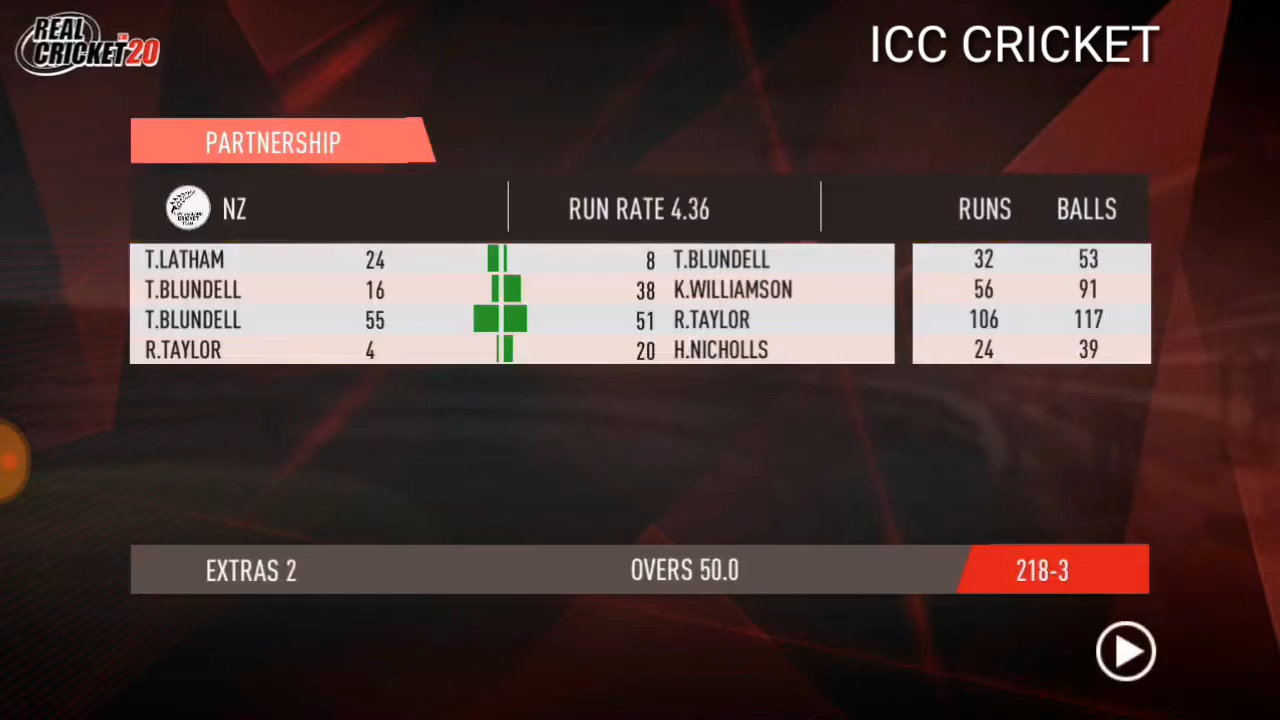 REAL CRICKET™20
ICC CRICKET
PARTNERSHIP
NZ RUN RATE 4.36 RUNS BALLS
T.LATHAM 24 8 T.BLUNDELL 32 53
T.BLUNDELL 16 38 K.WILLIAMSON 56 91
T.BLUNDELL 55 51 R.TAYLOR 106 117
R.TAYLOR 4 20 H.NICHOLLS 24 39
EXTRAS 2 OVERS 50.0 218-3